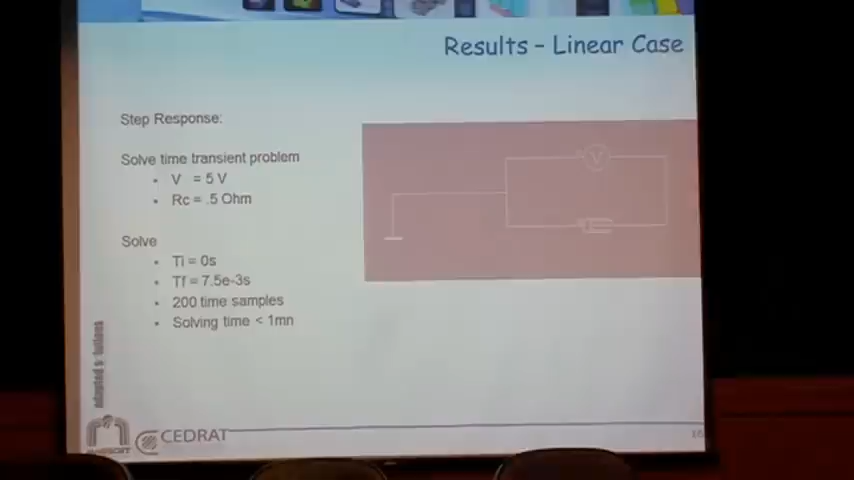 Results – Linear Case
Step Response:
Solve time transient problem
• V = 5 V
• Rc = .5 Ohm
V
Solve
• Ti = 0s
• Tf = 7.5e-3s
• 200 time samples
• Solving time < 1mn
CEDRAT